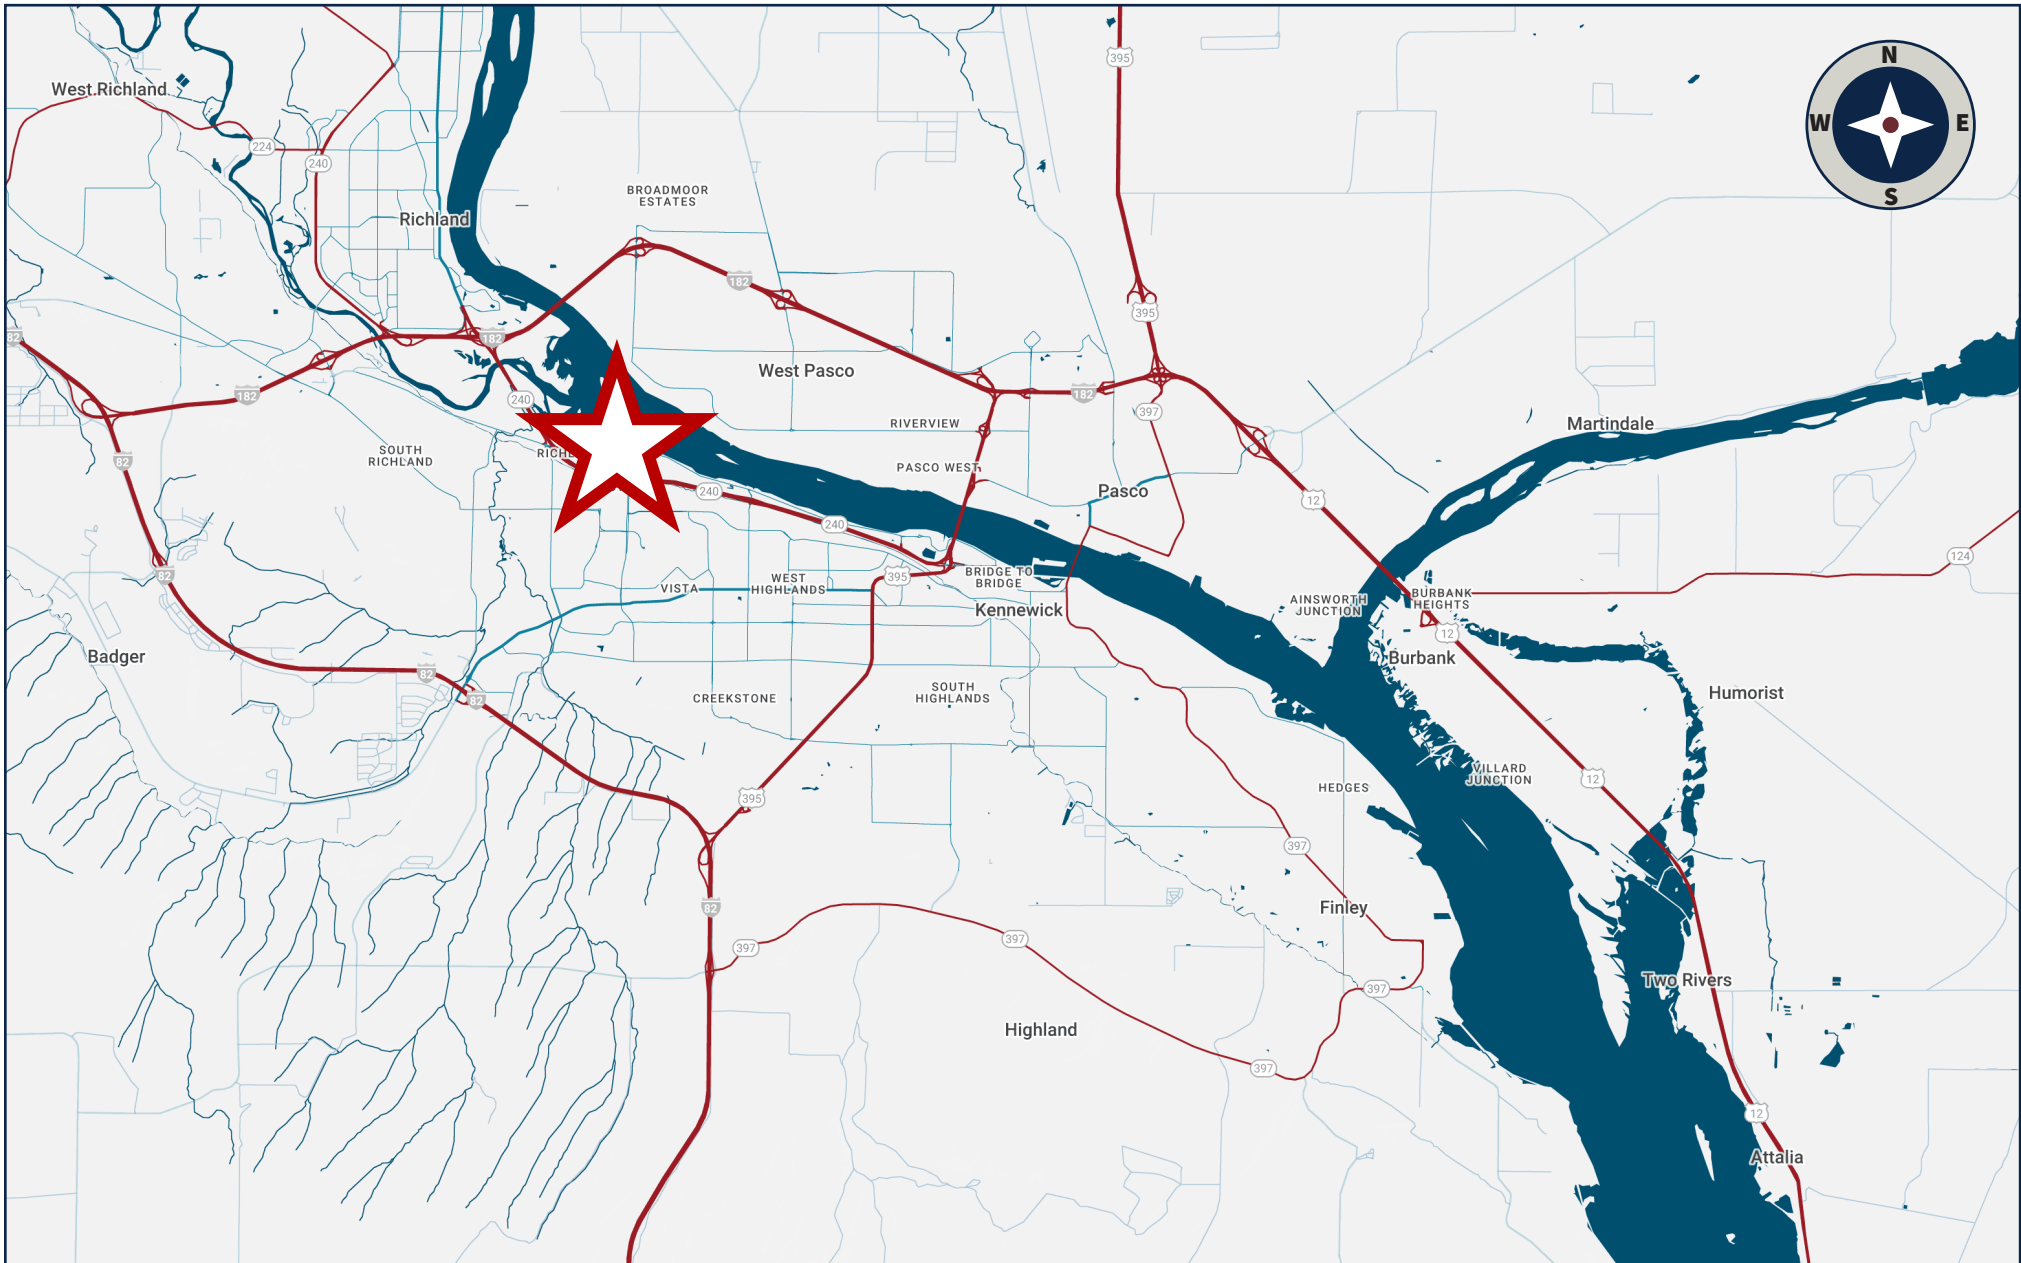 395
N
W
E
S
West Richland
224
240
BROADMOOR
ESTATES
Richland
182
395
82
182
West Pasco
182
182
240
397
RIVERVIEW
Martindale
SOUTH
RICHLAND
82
PASCO WEST
240
Pasco
12
240
124
82
395
BRIDGE TO
BRIDGE
WEST
HIGHLANDS
VISTA
Kennewick
AINSWORTH
JUNCTION
BURBANK
HEIGHTS
12
Badger
Burbank
82
82
CREEKSTONE
SOUTH
HIGHLANDS
Humorist
VILLARD
JUNCTION
12
HEDGES
395
397
82
Finley
397
397
Two Rivers
397
Highland
397
12
Attalia